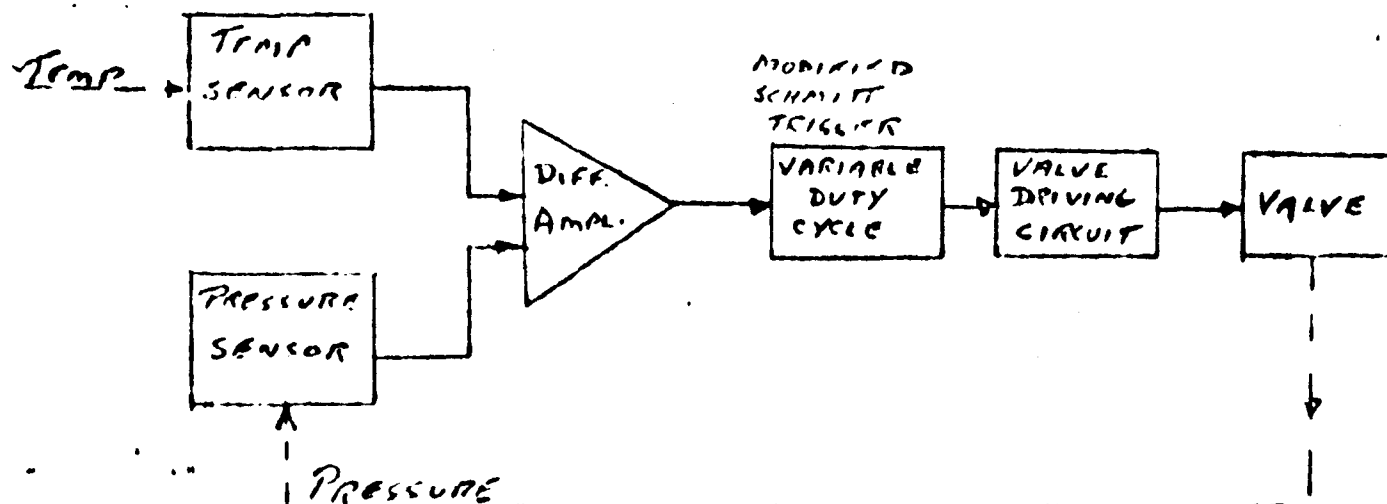 TEMP
TEMP
SENSOR
DIFF.
AMPL.
PRESSURE
SENSOR
PRESSURE
MODIFIED
SCHMITT
TRIGGER
VARIABLE
DUTY
CYCLE
VALVE
DRIVING
CIRCUIT
VALVE